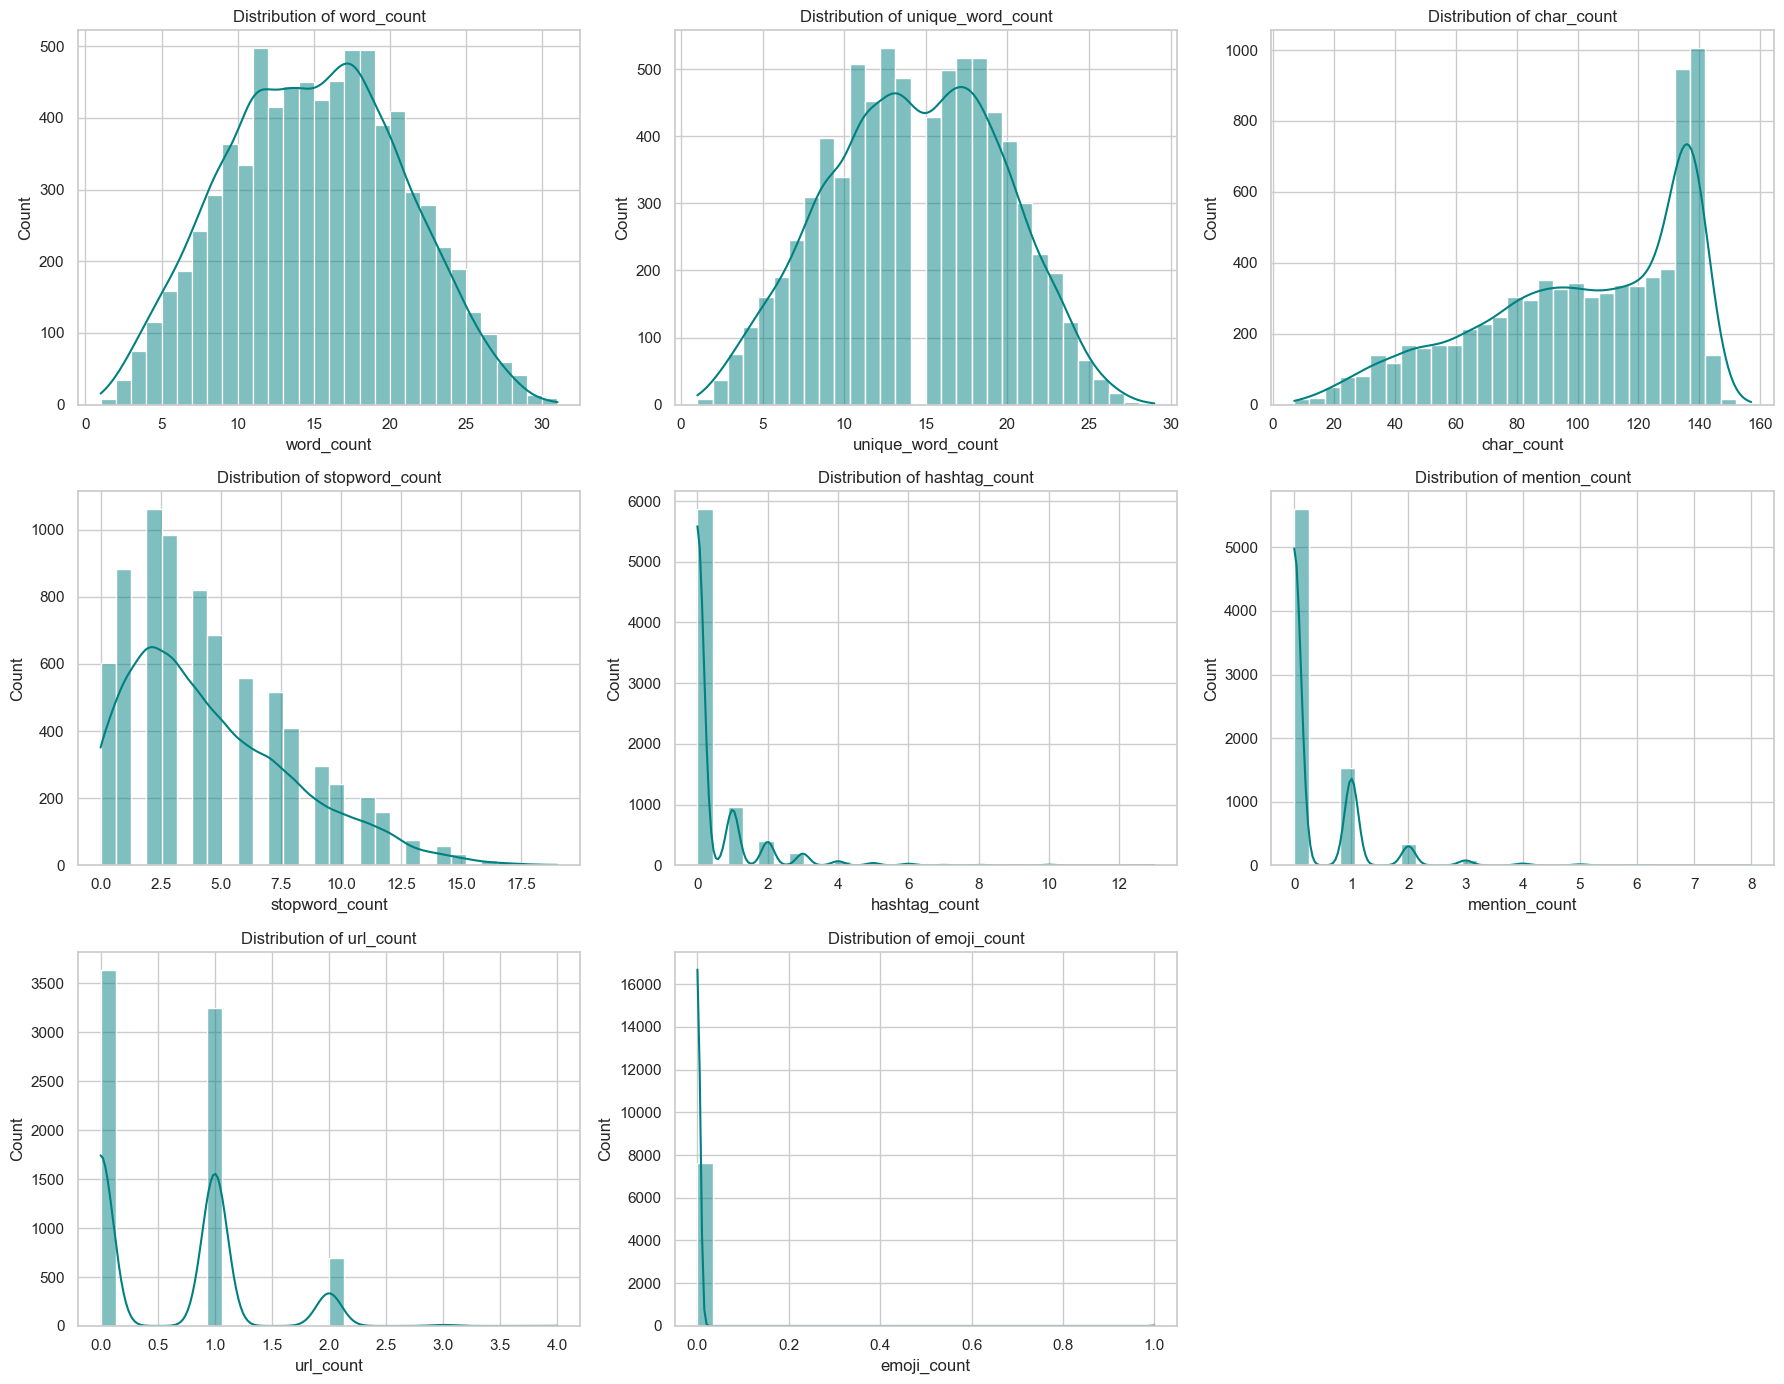 Distribution of word_count
500
400
300
200
100
0
Count
0 5 10 15 20 25 30
word_count
Distribution of unique_word_count
500
400
300
200
100
0
Count
0 5 10 15 20 25 30
unique_word_count
Distribution of char_count
1000
800
600
400
200
0
Count
0 20 40 60 80 100 120 140 160
char_count
Distribution of stopword_count
1000
800
600
400
200
0
Count
0.0 2.5 5.0 7.5 10.0 12.5 15.0 17.5
stopword_count
Distribution of hashtag_count
6000
5000
4000
3000
2000
1000
0
Count
0 2 4 6 8 10 12
hashtag_count
Distribution of mention_count
5000
4000
3000
2000
1000
0
Count
0 1 2 3 4 5 6 7 8
mention_count
Distribution of url_count
3500
3000
2500
2000
1500
1000
500
0
Count
0.0 0.5 1.0 1.5 2.0 2.5 3.0 3.5 4.0
url_count
Distribution of emoji_count
16000
14000
12000
10000
8000
6000
4000
2000
0
Count
0.0 0.2 0.4 0.6 0.8 1.0
emoji_count